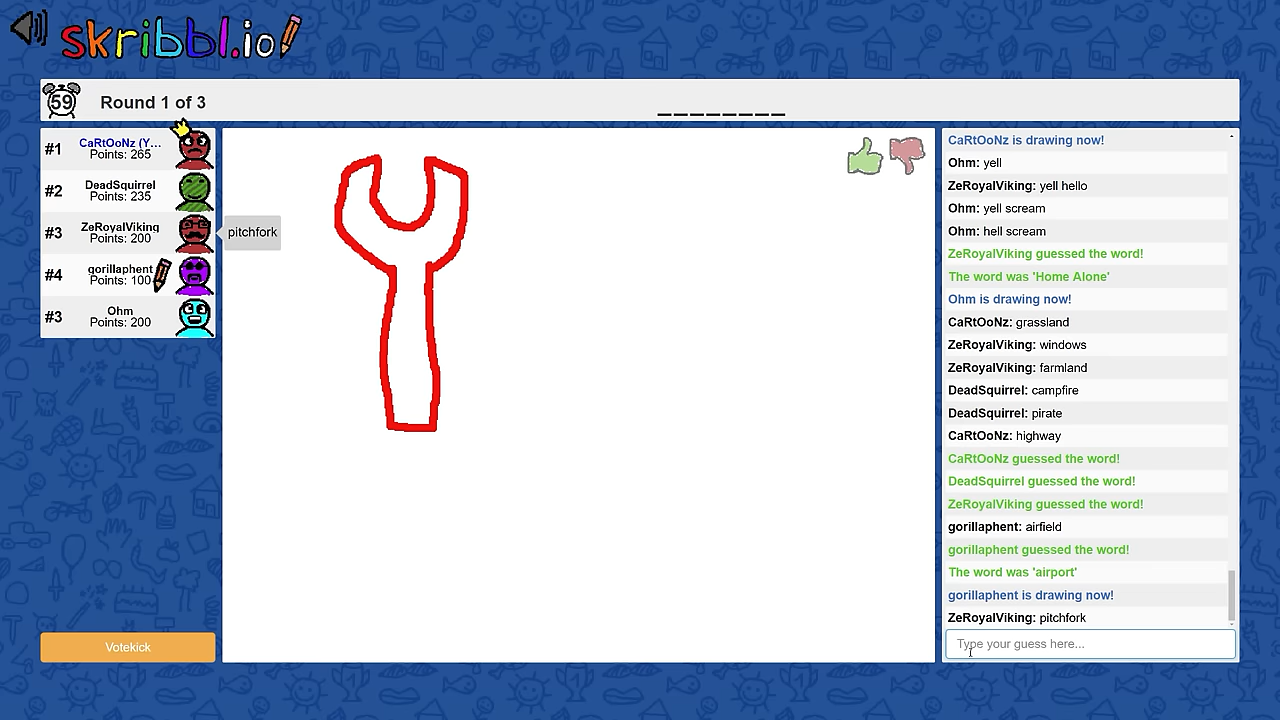 skribbl.io
59
Round 1 of 3
________
#1
CaRtOoNz (Y...
Points: 265
#2
DeadSquirrel
Points: 235
#3
ZeRoyalViking
Points: 200
pitchfork
#4
gorillaphent
Points: 100
#3
Ohm
Points: 200
Votekick
CaRtOoNz is drawing now!
Ohm: yell
ZeRoyalViking: yell hello
Ohm: yell scream
Ohm: hell scream
ZeRoyalViking guessed the word!
The word was 'Home Alone'
Ohm is drawing now!
CaRtOoNz: grassland
ZeRoyalViking: windows
ZeRoyalViking: farmland
DeadSquirrel: campfire
DeadSquirrel: pirate
CaRtOoNz: highway
CaRtOoNz guessed the word!
DeadSquirrel guessed the word!
ZeRoyalViking guessed the word!
gorillaphent: airfield
gorillaphent guessed the word!
The word was 'airport'
gorillaphent is drawing now!
ZeRoyalViking: pitchfork
Type your guess here...